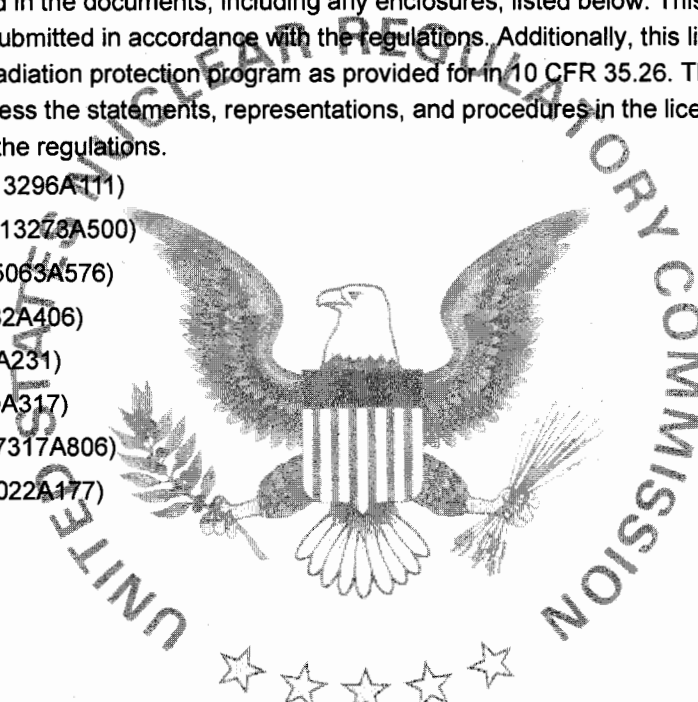 d in the documents, including any enclosures, listed below. This
ubmitted in accordance with the regulations. Additionally, this li
adiation protection program as provided for in 10 CFR 35.26. T
ess the statements, representations, and procedures in the lice
the regulations.
3296A111)
13273A500)
5063A576)
2A406)
A231)
A317)
7317A806)
022A177)
UNITED STATES NUCLEAR REGULATORY COMMISSION